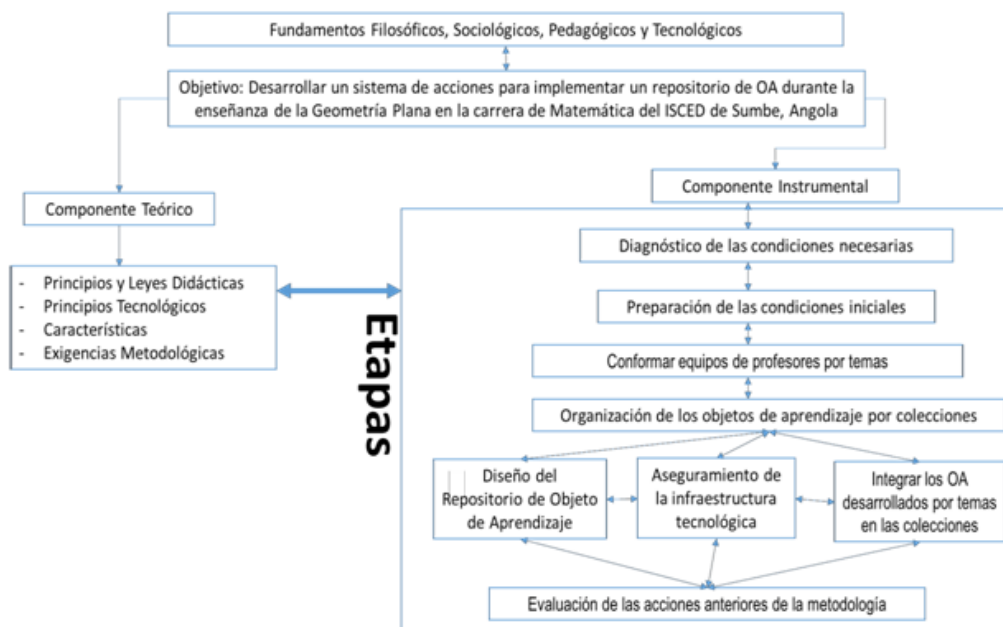 Fundamentos Filosóficos, Sociológicos, Pedagógicos y Tecnológicos
Objetivo: Desarrollar un sistema de acciones para implementar un repositorio de OA durante la
enseñanza de la Geometría Plana en la carrera de Matemática del ISCED de Sumbe, Angola
Componente Teórico
- Principios y Leyes Didácticas
- Principios Tecnológicos
- Características
- Exigencias Metodológicas
Etapas
Componente Instrumental
Diagnóstico de las condiciones necesarias
Preparación de las condiciones iniciales
Conformar equipos de profesores por temas
Organización de los objetos de aprendizaje por colecciones
Diseño del
Repositorio de Objeto
de Aprendizaje
Aseguramiento de
la infraestructura
tecnológica
Integrar los OA
desarrollados por temas
en las colecciones
Evaluación de las acciones anteriores de la metodología